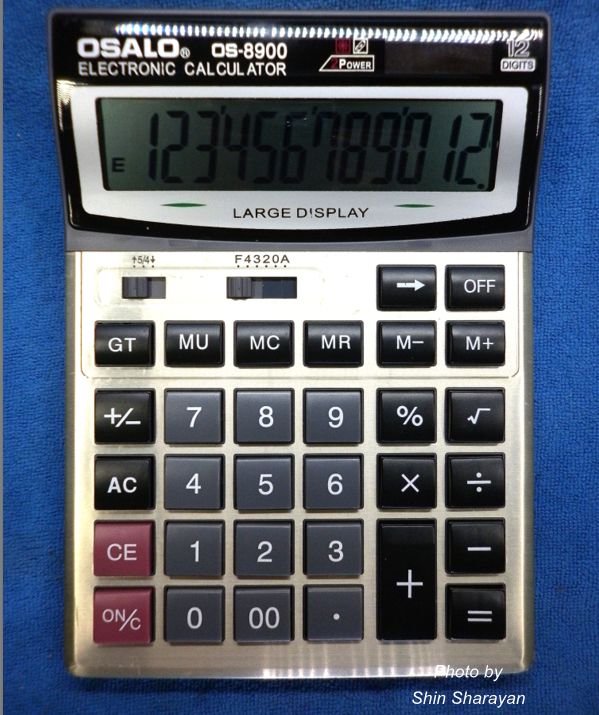 OSALO® OS-8900
ELECTRONIC CALCULATOR
POWER
12
DIGITS
E 123'456'789'012.
LARGE DISPLAY
↑5/4↓ F4320A
→ OFF
GT MU MC MR M− M+
+/− 7 8 9 % √
AC 4 5 6 × ÷
CE 1 2 3 + −
ON/C 0 00 · =
Photo by
Shin Sharayan